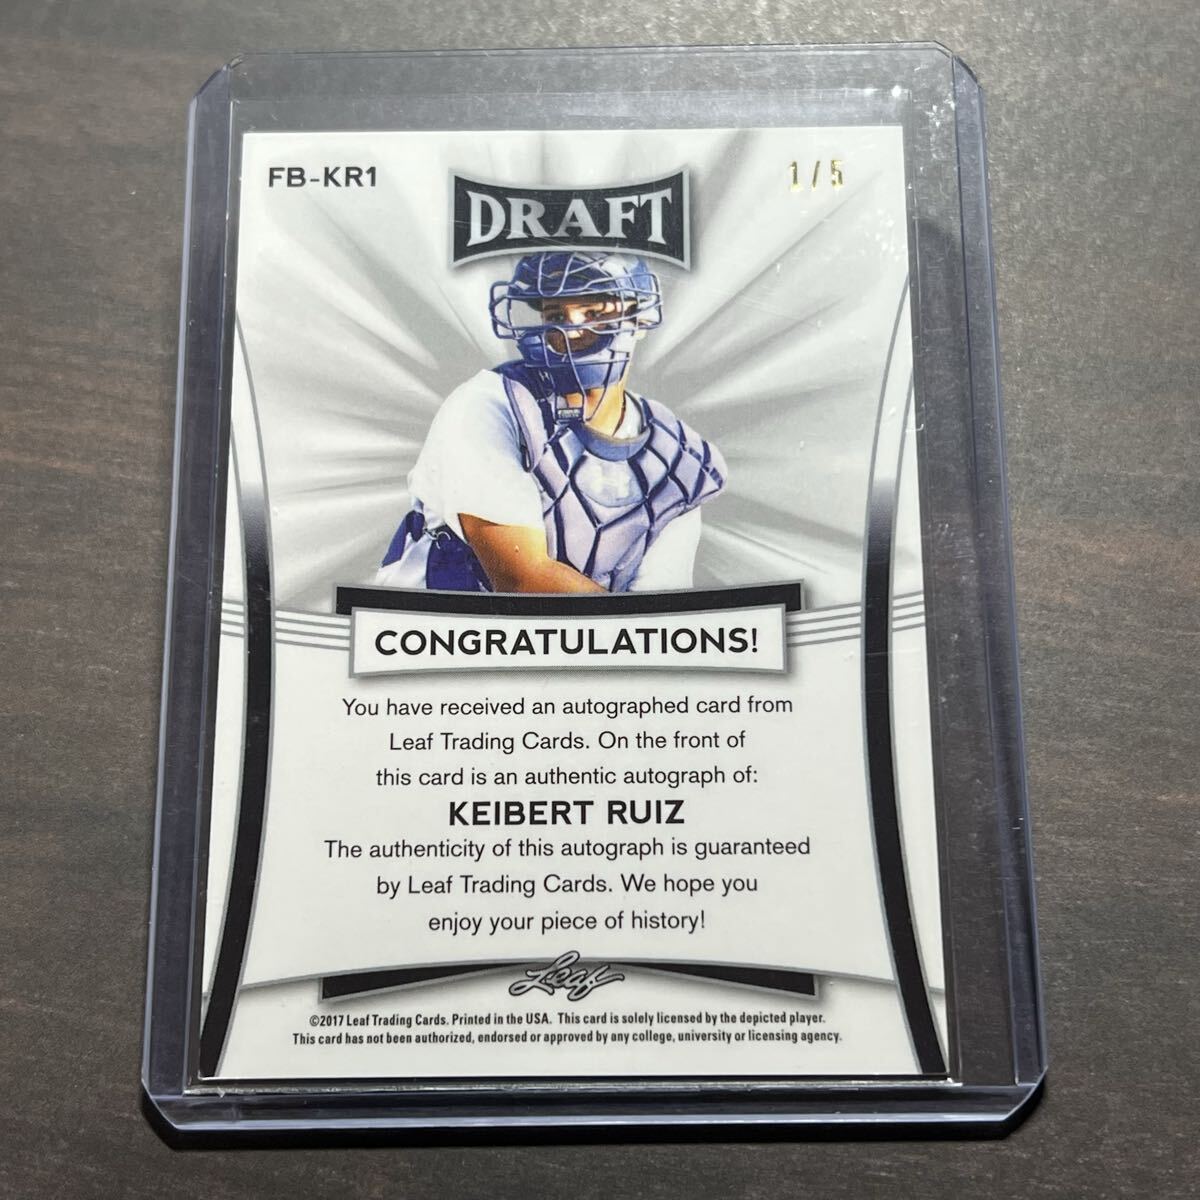 FB-KR1
1/5
DRAFT
CONGRATULATIONS!
You have received an autographed card from
Leaf Trading Cards. On the front of
this card is an authentic autograph of:
KEIBERT RUIZ
The authenticity of this autograph is guaranteed
by Leaf Trading Cards. We hope you
enjoy your piece of history!
Leaf
©2017 Leaf Trading Cards. Printed in the USA. This card is solely licensed by the depicted player.
This card has not been authorized, endorsed or approved by any college, university or licensing agency.